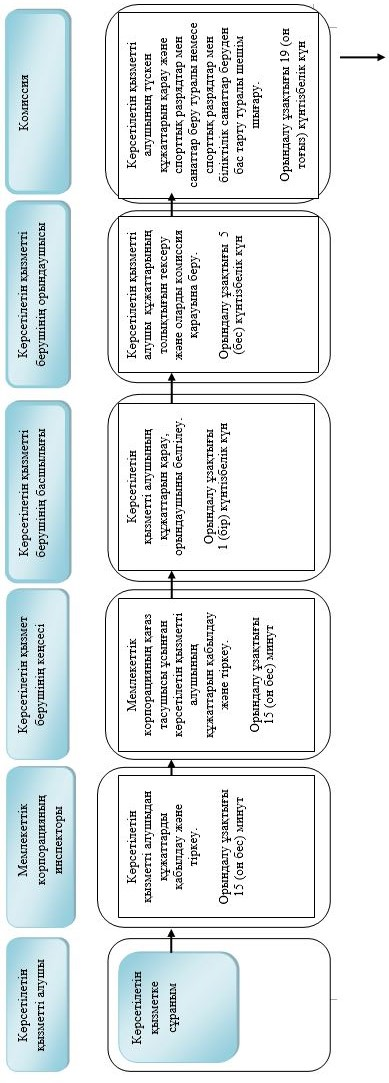 Көрсетілетін
қызметті алушы
Мемлекеттік
корпорацияның
инспекторы
Көрсетілетін қызмет
берушінің кеңсесі
Көрсетілетін қызметті
берушінің басшылығы
Көрсетілетін қызметті
берушінің орындаушысы
Комиссия
Көрсетілетін
қызметке
сұраным
Көрсетілетін
қызметті алушыдан
құжаттарды
қабылдау және
тіркеу.
Орындалу ұзақтығы
15 (он бес) минут
Мемлекеттік
корпорацияның қағаз
тасушысы ұсынған
көрсетілетін қызметті
алушының
құжаттарын қабылдау
және тіркеу.
Орындалу ұзақтығы
15 (он бес) минут
Көрсетілетін
қызметті алушының
құжаттарын қарау,
орындаушыны белгілеу.
Орындалу ұзақтығы
1 (бір) күнтізбелік күн
Көрсетілетін қызметті
алушы құжаттарының
толықтығын тексеру
және оларды комиссия
қарауына беру.
Орындалу ұзақтығы 5
(бес) күнтізбелік күн
Көрсетілетін қызметті
алушының түскен
құжаттарын қарау және
спорттық разрядтар мен
санаттар беру туралы немесе
спорттық разрядтар мен
біліктілік санаттар беруден
бас тарту туралы шешім
шығару.
Орындалу ұзақтығы 19 (он
тоғыз) күнтізбелік күн